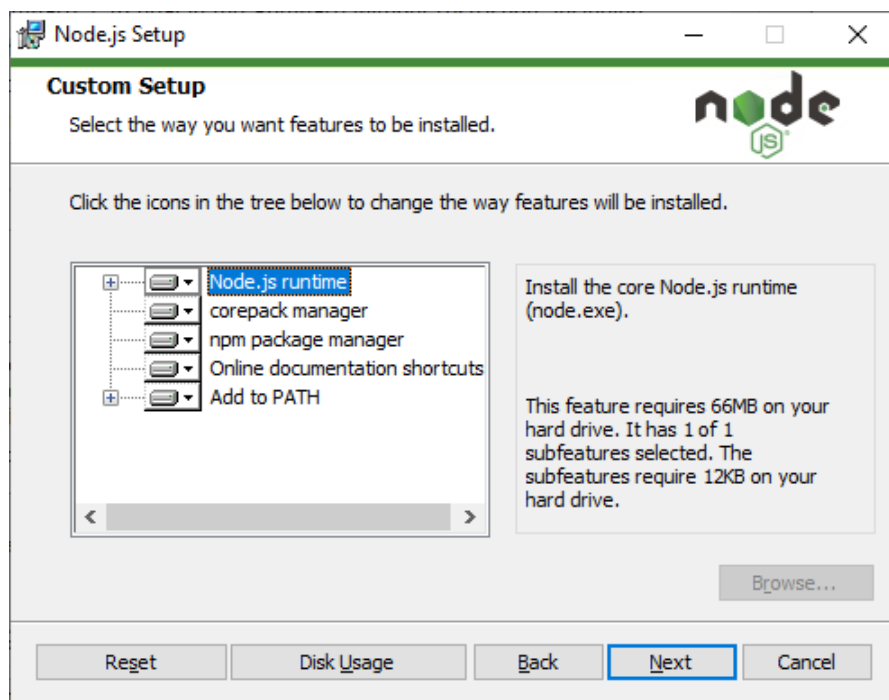 Node.js Setup
Custom Setup
Select the way you want features to be installed.
node
JS
Click the icons in the tree below to change the way features will be installed.
Node.js runtime
corepack manager
npm package manager
Online documentation shortcuts
Add to PATH
Install the core Node.js runtime
(node.exe).
This feature requires 66MB on your
hard drive. It has 1 of 1
subfeatures selected. The
subfeatures require 12KB on your
hard drive.
Browse...
Reset
Disk Usage
Back
Next
Cancel